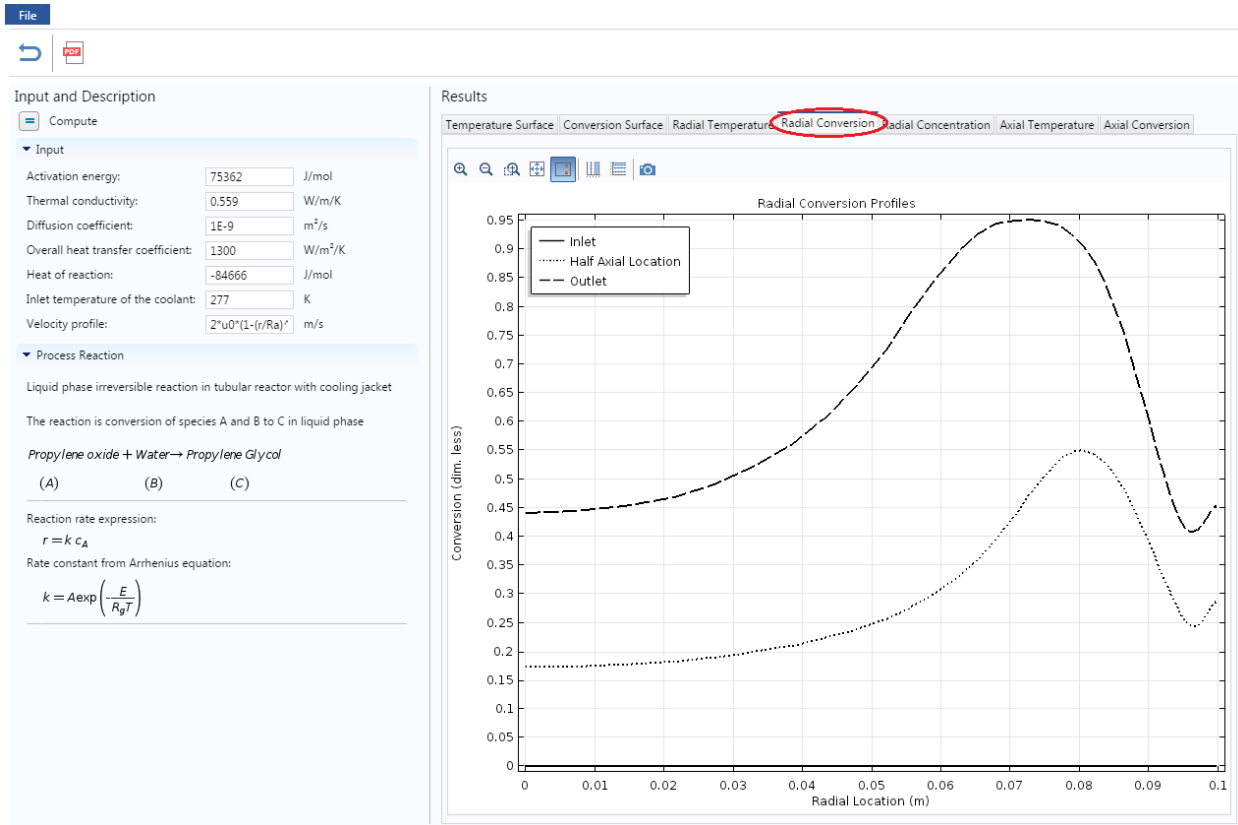 File
PDF
Input and Description
= Compute
Input
Activation energy: 75362 J/mol
Thermal conductivity: 0.559 W/m/K
Diffusion coefficient: 1E-9 m²/s
Overall heat transfer coefficient: 1300 W/m²/K
Heat of reaction: -84666 J/mol
Inlet temperature of the coolant: 277 K
Velocity profile: 2*u0*(1-(r/Ra)^ m/s
Process Reaction
Liquid phase irreversible reaction in tubular reactor with cooling jacket
The reaction is conversion of species A and B to C in liquid phase
Propylene oxide + Water→ Propylene Glycol
(A) (B) (C)
Reaction rate expression:
r = k c_A
Rate constant from Arrhenius equation:
k = Aexp(-E/R_gT)
Results
Temperature Surface Conversion Surface Radial Temperature Radial Conversion Radial Concentration Axial Temperature Axial Conversion
Radial Conversion Profiles
Inlet
Half Axial Location
Outlet
0.95
0.9
0.85
0.8
0.75
0.7
0.65
0.6
0.55
0.5
0.45
0.4
0.35
0.3
0.25
0.2
0.15
0.1
0.05
0
Conversion (dim. less)
0 0.01 0.02 0.03 0.04 0.05 0.06 0.07 0.08 0.09 0.1
Radial Location (m)